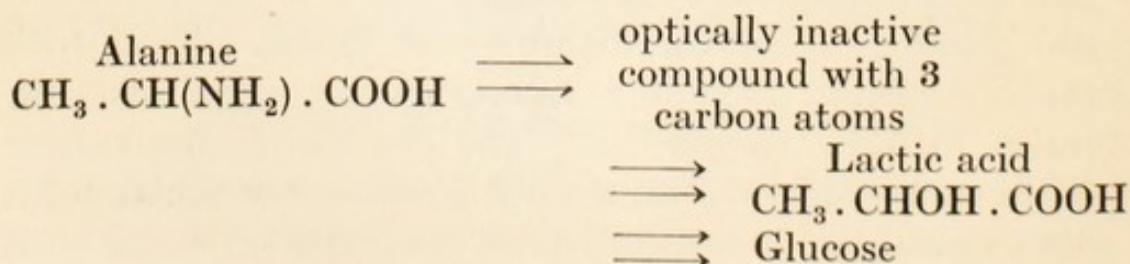 Alanine
CH₃ . CH(NH₂) . COOH
optically inactive
compound with 3
carbon atoms
Lactic acid
CH₃ . CHOH . COOH
Glucose